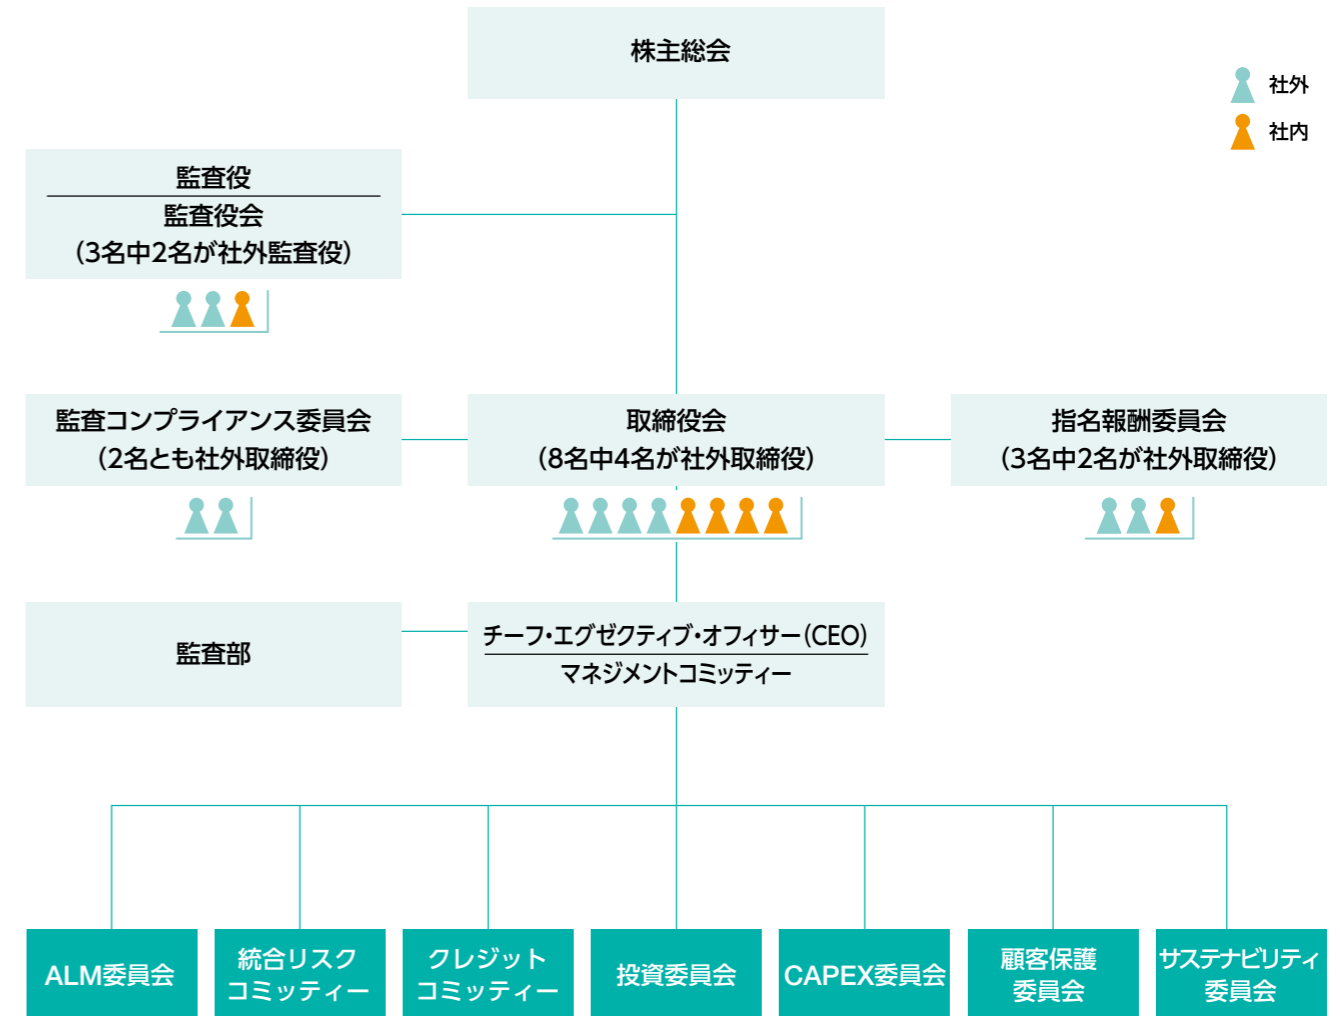 株主総会
社外
社内
監査役
監査役会
(3名中2名が社外監査役)
監査コンプライアンス委員会
(2名とも社外取締役)
取締役会
(8名中4名が社外取締役)
指名報酬委員会
(3名中2名が社外取締役)
監査部
チーフ・エグゼクティブ・オフィサー(CEO)
マネジメントコミッティー
ALM委員会
統合リスク
コミッティー
クレジット
コミッティー
投資委員会
CAPEX委員会
顧客保護
委員会
サステナビリティ
委員会